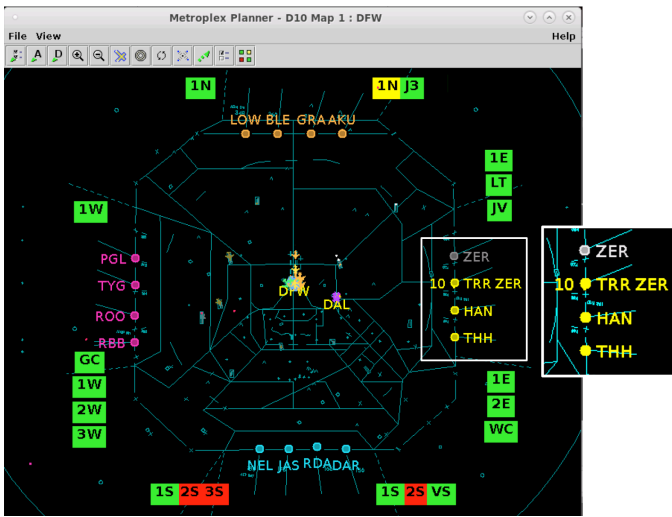 Metroplex Planner - D10 Map 1 : DFW
File View Help
A D
1N 1N J3
LOW BLE GRA AKU
1E
LT
JV
1W
PGL
TYG
ROO
RBB
ZER
10 TRR ZER
HAN
THH
ZER
10 TRR ZER
HAN
THH
DFW
DAL
GC
1W
2W
3W
1E
2E
WC
NEL JAS RDA DAR
1S 2S 3S 1S 2S VS